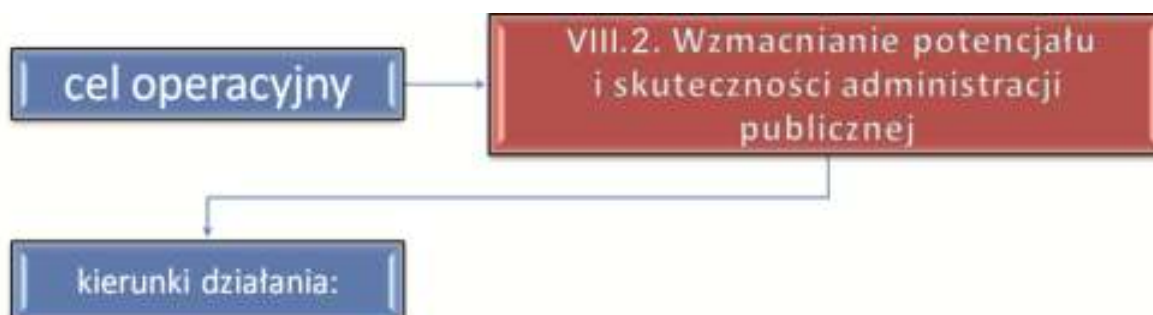 cel operacyjny
VIII.2. Wzmacnianie potencjału
i skuteczności administracji
publicznej
kierunki działania: